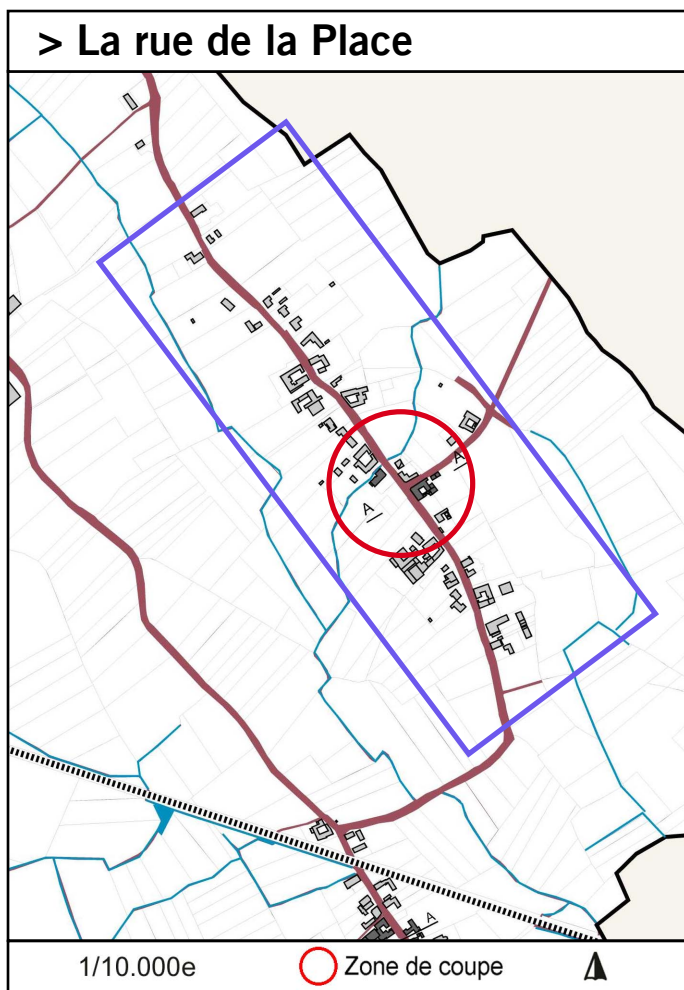 > La rue de la Place
A
A
A
1/10.000e
Zone de coupe